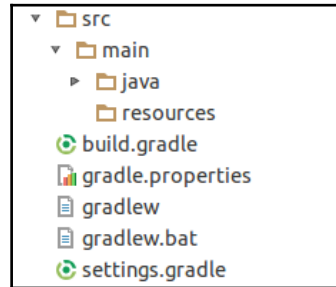 src
main
java
resources
build.gradle
gradle.properties
gradlew
gradlew.bat
settings.gradle